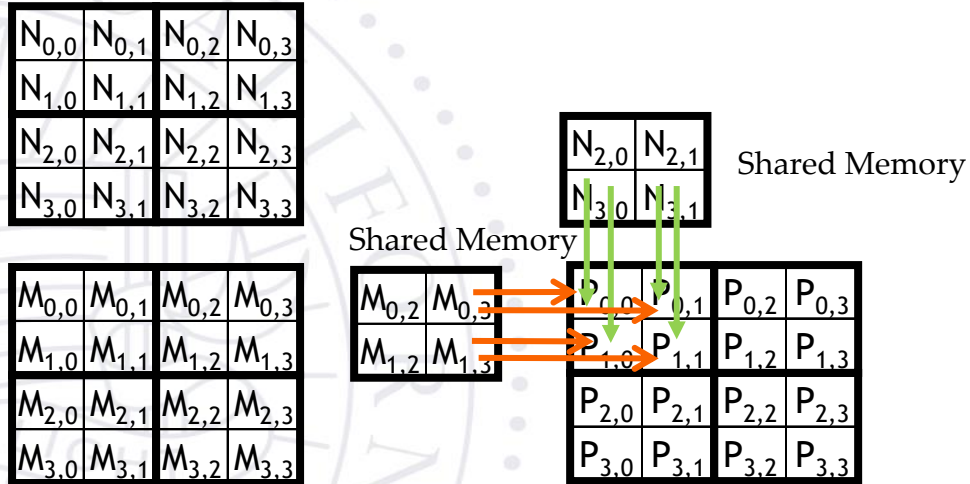 N0,0 N0,1 N0,2 N0,3
N1,0 N1,1 N1,2 N1,3
N2,0 N2,1 N2,2 N2,3
N3,0 N3,1 N3,2 N3,3
N2,0 N2,1
N3,0 N3,1
Shared Memory
Shared Memory
M0,0 M0,1 M0,2 M0,3
M1,0 M1,1 M1,2 M1,3
M2,0 M2,1 M2,2 M2,3
M3,0 M3,1 M3,2 M3,3
M0,2 M0,3
M1,2 M1,3
P0,0 P0,1 P0,2 P0,3
P1,0 P1,1 P1,2 P1,3
P2,0 P2,1 P2,2 P2,3
P3,0 P3,1 P3,2 P3,3